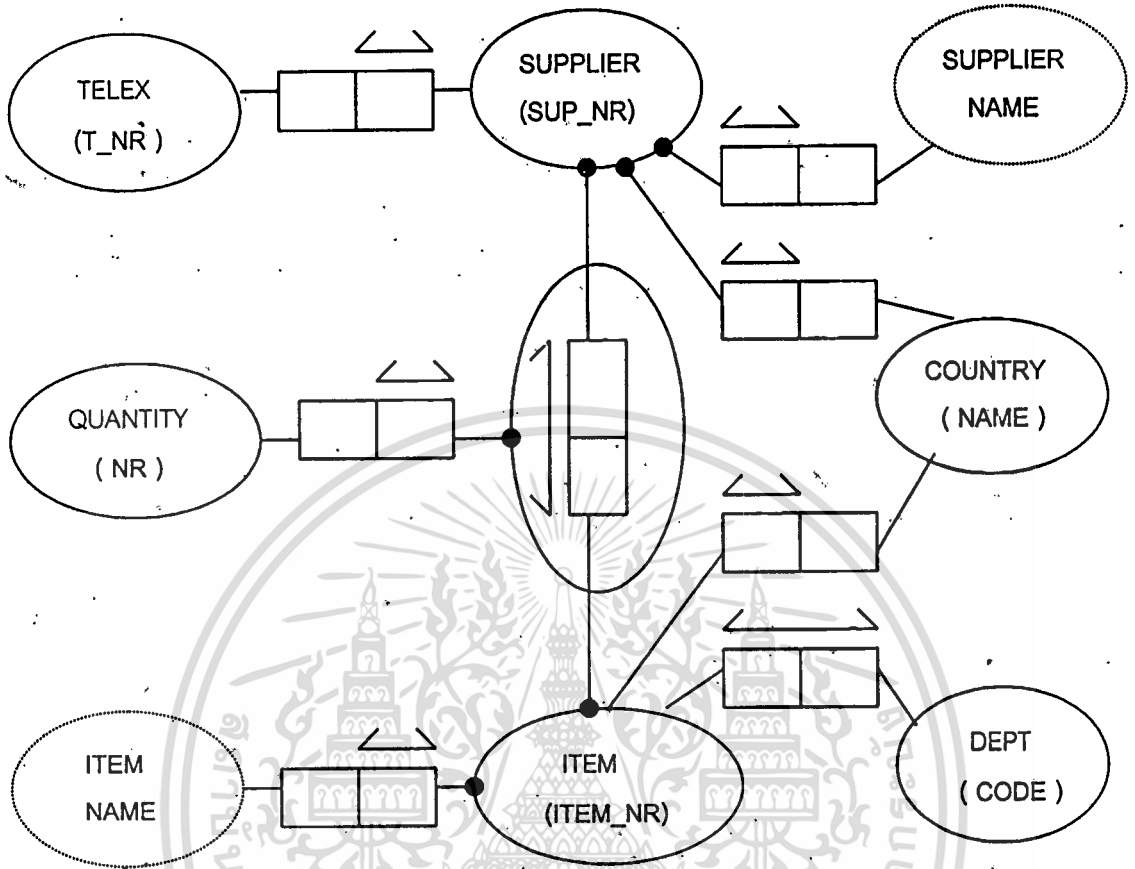 TELEX
(T_NR)
SUPPLIER
(SUP_NR)
SUPPLIER
NAME
QUANTITY
( NR )
COUNTRY
( NAME )
ITEM
NAME
ITEM
(ITEM_NR)
DEPT
( CODE )